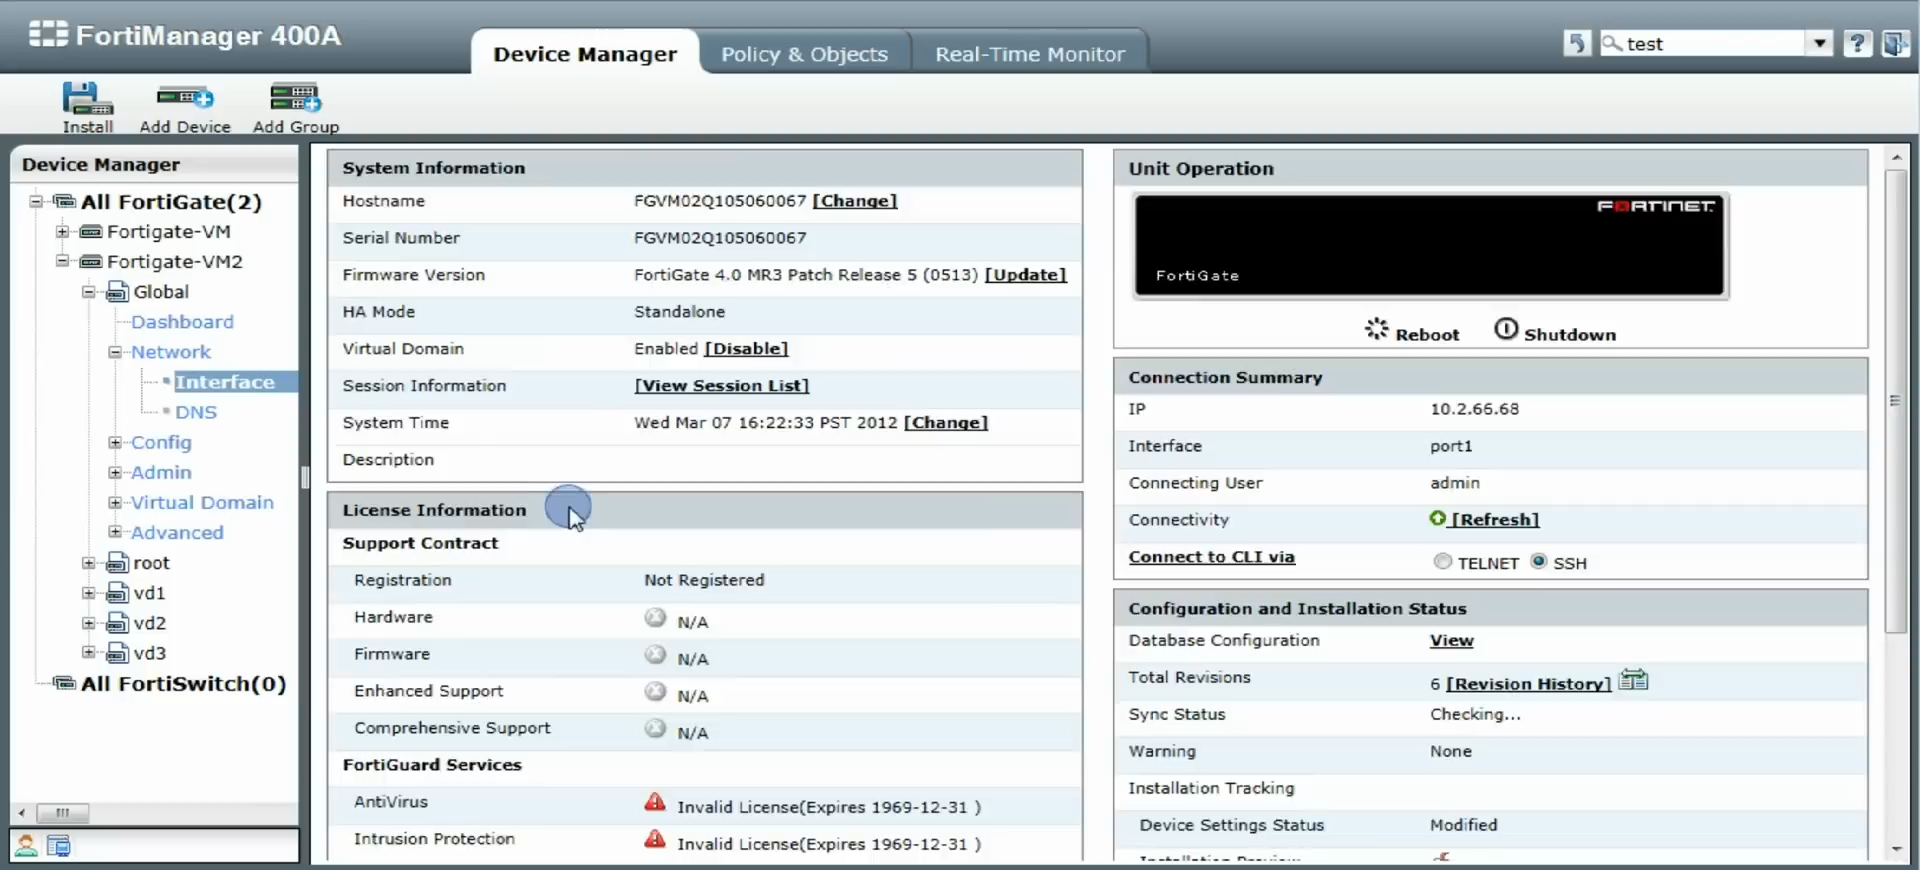 FortiManager 400A
Device Manager
Policy & Objects
Real-Time Monitor
test
?
Install
Add Device
Add Group
Device Manager
All FortiGate(2)
Fortigate-VM
Fortigate-VM2
Global
Dashboard
Network
Interface
DNS
Config
Admin
Virtual Domain
Advanced
root
vd1
vd2
vd3
All FortiSwitch(0)
System Information
Hostname FGVM02Q105060067 [Change]
Serial Number FGVM02Q105060067
Firmware Version FortiGate 4.0 MR3 Patch Release 5 (0513) [Update]
HA Mode Standalone
Virtual Domain Enabled [Disable]
Session Information [View Session List]
System Time Wed Mar 07 16:22:33 PST 2012 [Change]
Description
License Information
Support Contract
Registration Not Registered
Hardware N/A
Firmware N/A
Enhanced Support N/A
Comprehensive Support N/A
FortiGuard Services
AntiVirus Invalid License(Expires 1969-12-31 )
Intrusion Protection Invalid License(Expires 1969-12-31 )
Unit Operation
FORTINET
FortiGate
Reboot Shutdown
Connection Summary
IP 10.2.66.68
Interface port1
Connecting User admin
Connectivity [Refresh]
Connect to CLI via TELNET SSH
Configuration and Installation Status
Database Configuration View
Total Revisions 6 [Revision History]
Sync Status Checking...
Warning None
Installation Tracking
Device Settings Status Modified
Installation Preview